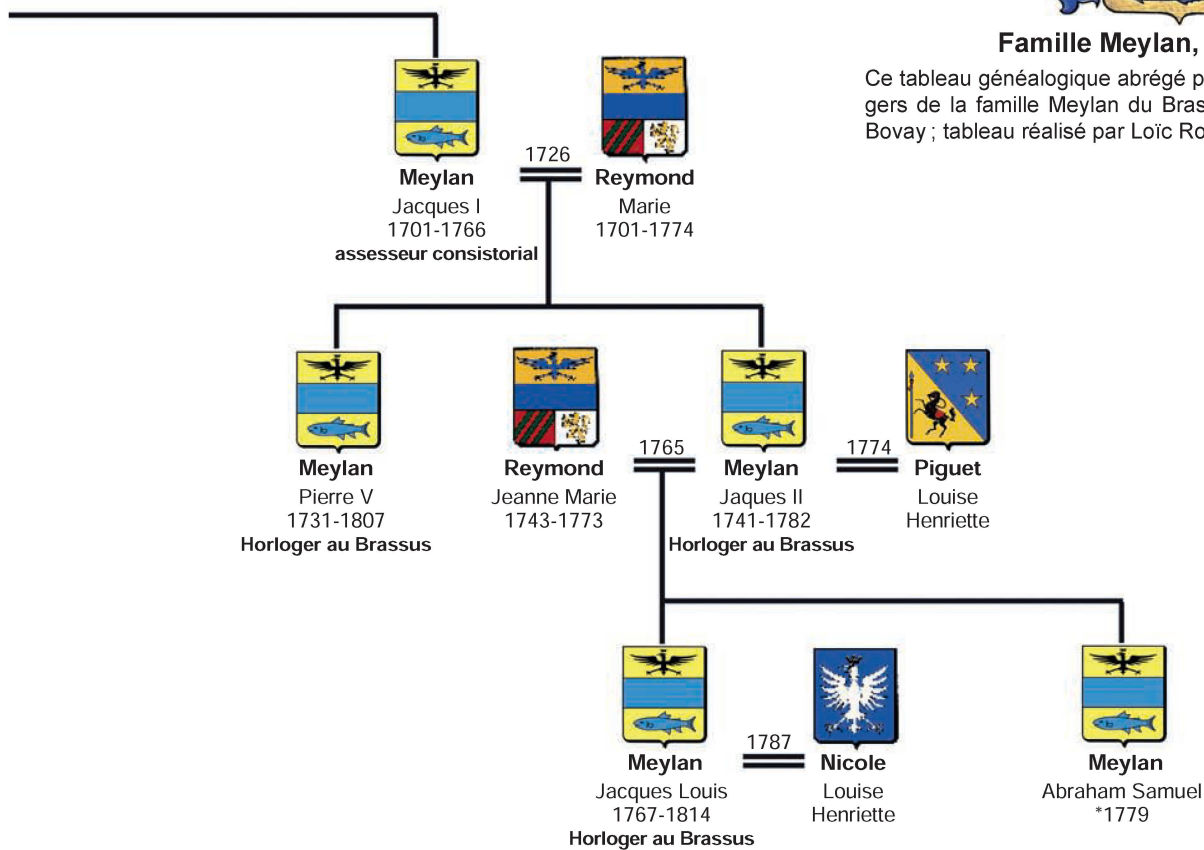 Famille Meylan,
Ce tableau généalogique abrégé p
gers de la famille Meylan du Bras
Bovay ; tableau réalisé par Loïc Ro
Meylan
Jacques I
1701-1766
assesseur consistorial
1726
Reymond
Marie
1701-1774
Meylan
Pierre V
1731-1807
Horloger au Brassus
Reymond
Jeanne Marie
1743-1773
1765
Meylan
Jaques II
1741-1782
Horloger au Brassus
1774
Piguet
Louise
Henriette
Meylan
Jacques Louis
1767-1814
Horloger au Brassus
1787
Nicole
Louise
Henriette
Meylan
Abraham Samuel
*1779